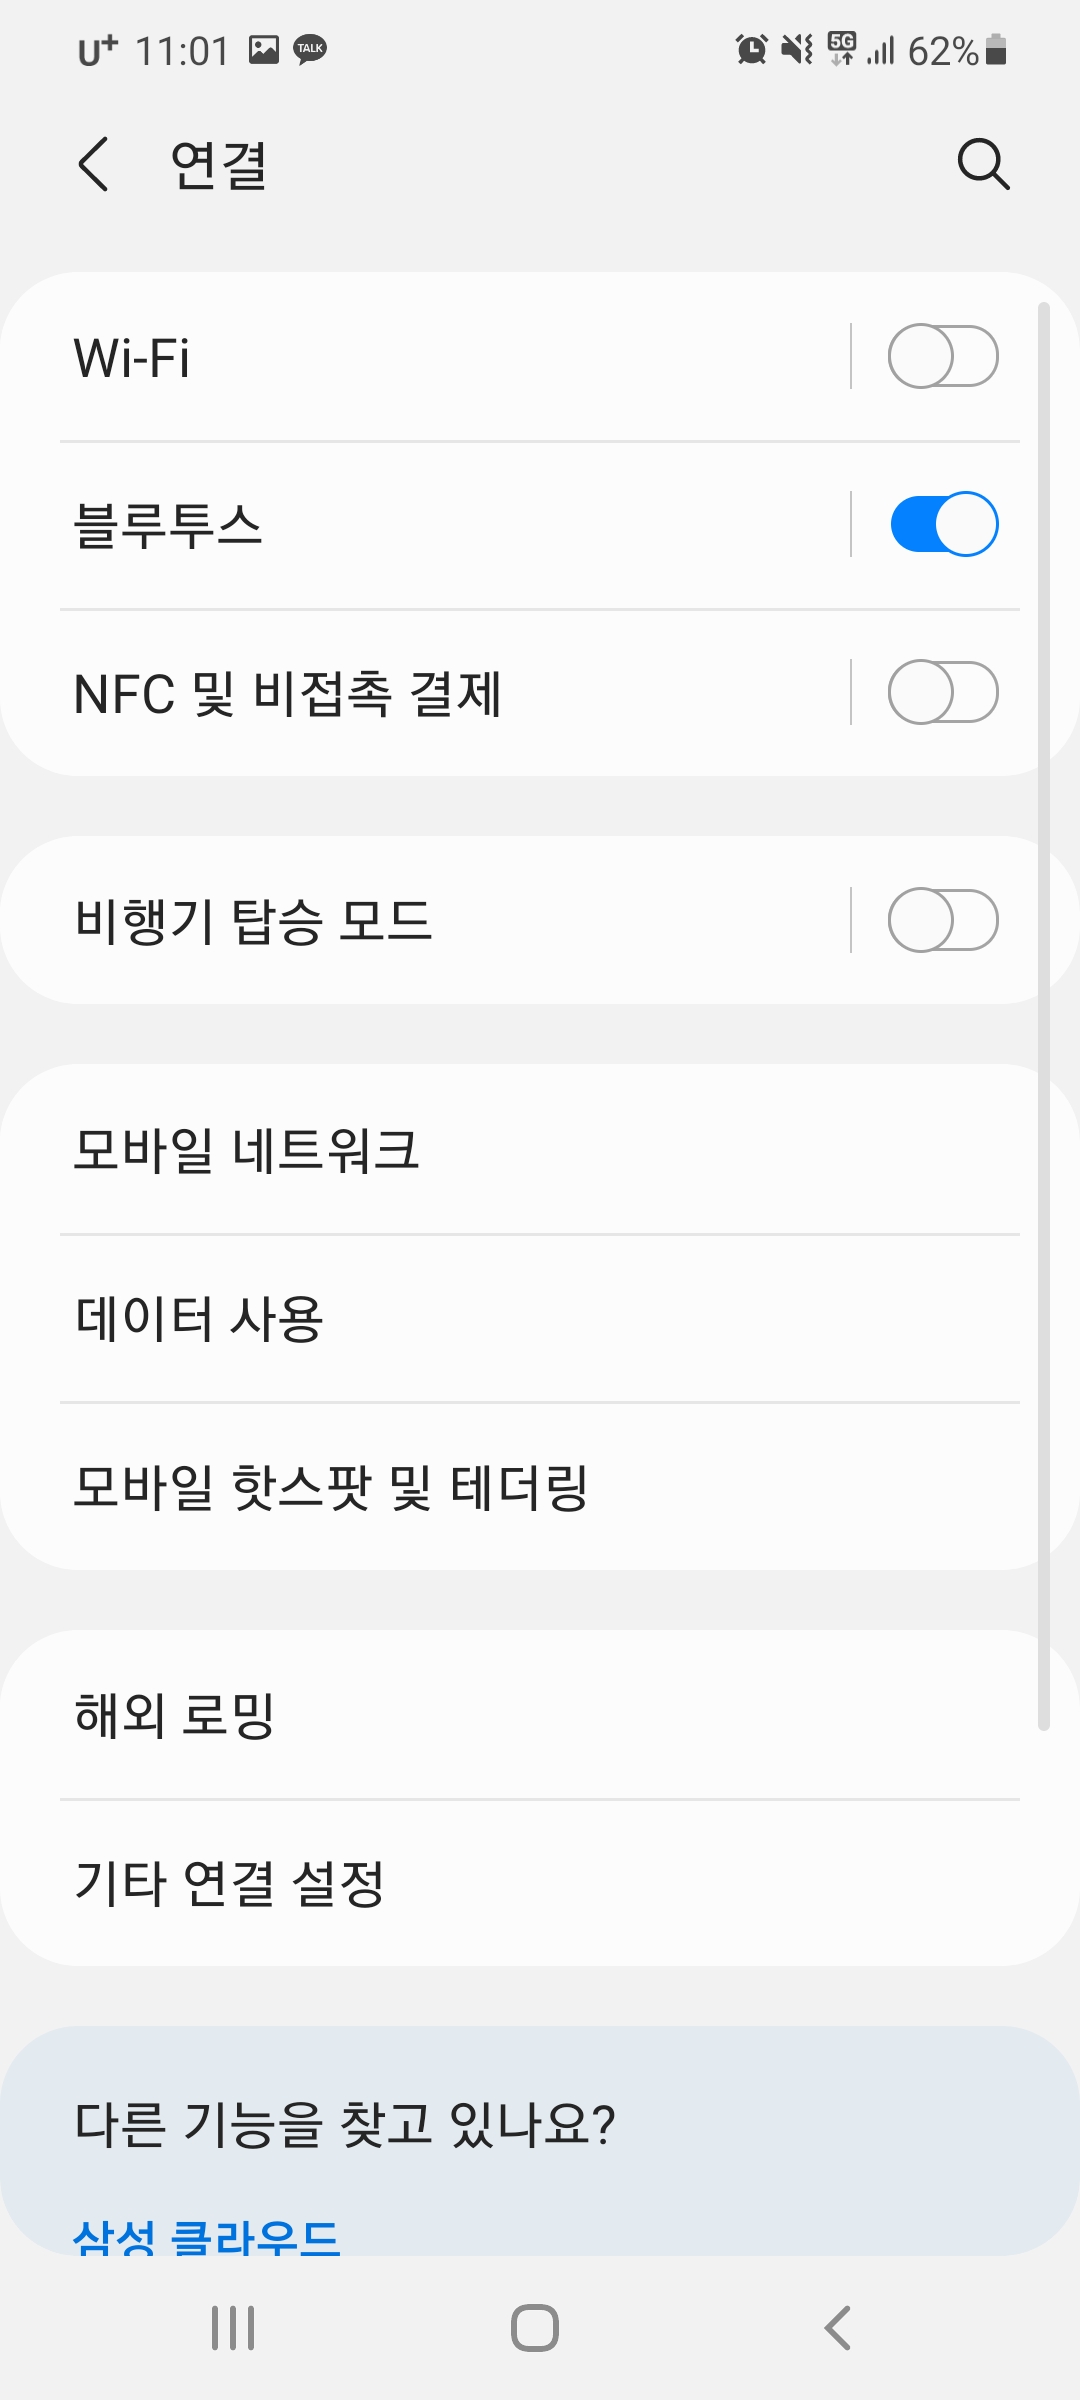 U+ 11:01 TALK 5G 62%
연결
Wi-Fi
블루투스
NFC 및 비접촉 결제
비행기 탑승 모드
모바일 네트워크
데이터 사용
모바일 핫스팟 및 테더링
해외 로밍
기타 연결 설정
다른 기능을 찾고 있나요?
삼성 클라우드